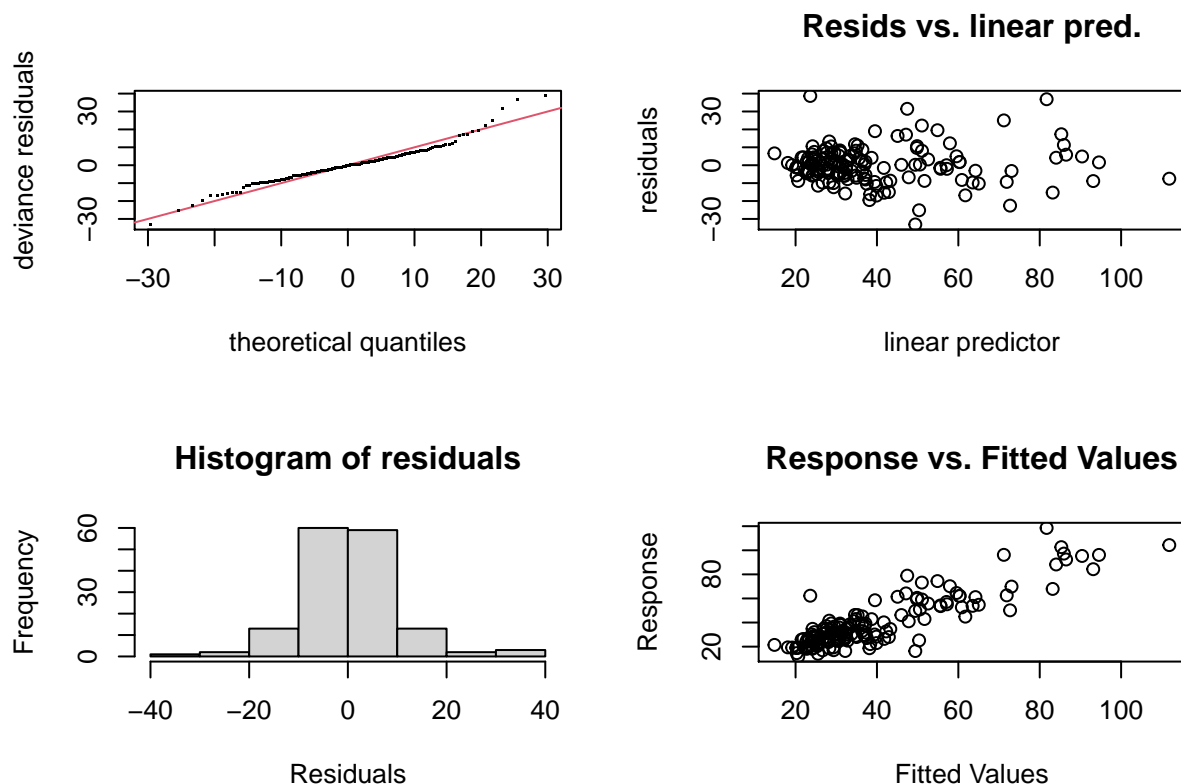 deviance residuals
30
0
−30
−30
−10
0
10
20
30
theoretical quantiles
Resids vs. linear pred.
residuals
30
0
−30
20
40
60
80
100
linear predictor
Histogram of residuals
Frequency
60
30
0
−40
−20
0
20
40
Residuals
Response vs. Fitted Values
Response
80
20
20
40
60
80
100
Fitted Values